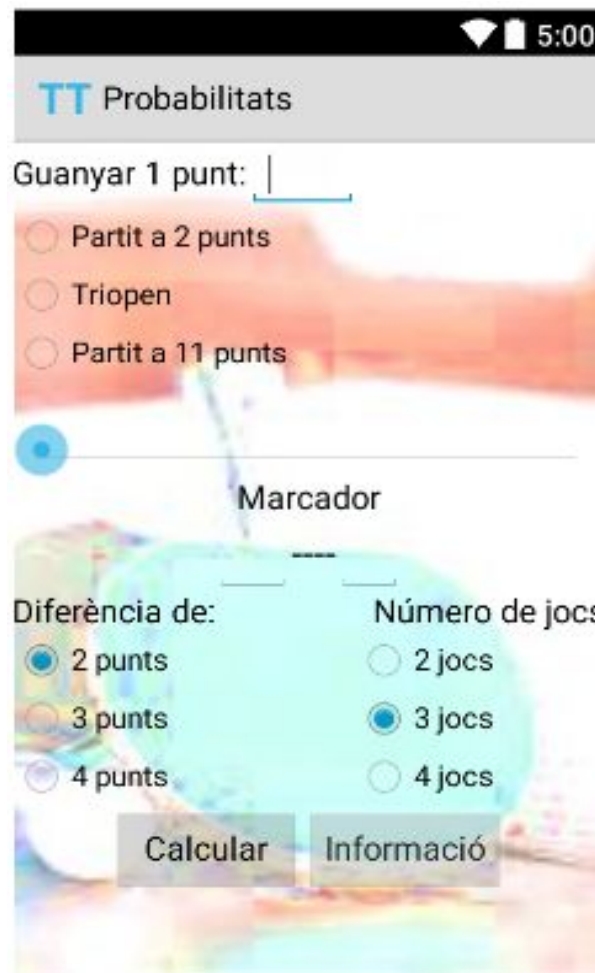 5:00
TT Probabilitats
Guanyar 1 punt:
Partit a 2 punts
Triopen
Partit a 11 punts
Marcador
----
Diferència de: Número de jocs
2 punts 2 jocs
3 punts 3 jocs
4 punts 4 jocs
Calcular Informació